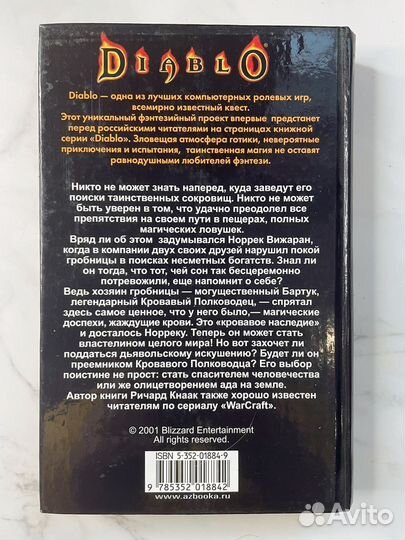 DIABLO
Diablo — одна из лучших компьютерных ролевых игр,
всемирно известный квест.
Этот уникальный фэнтезийный проект впервые предстанет
перед российскими читателями на страницах книжной
серии «Diablo». Зловещая атмосфера готики, невероятные
приключения и испытания, таинственная магия не оставят
равнодушными любителей фэнтези.
Никто не может знать наперед, куда заведут его
поиски таинственных сокровищ. Никто не может
быть уверен в том, что удачно преодолел все
препятствия на своем пути в пещерах, полных
магических ловушек.
Вряд ли об этом задумывался Норрек Вижаран,
когда в компании двух своих друзей нарушил покой
гробницы в поисках несметных богатств. Знал ли
он тогда, что тот, чей сон так бесцеремонно
потревожили, еще напомнит о себе?
Ведь хозяин гробницы — могущественный Бартук,
легендарный Кровавый Полководец, — спрятал
здесь самое ценное, что у него было,— магические
доспехи, жаждущие крови. Это «кровавое наследие»
и досталось Норреку. Теперь он может стать
властелином целого мира! Но вот захочет ли
поддаться дьявольскому искушению? Будет ли он
преемником Кровавого Полководца? Его выбор
поистине не прост: стать спасителем человечества
или же олицетворением ада на земле.
Автор книги Ричард Кнаак также хорошо известен
читателям по сериалу «WarCraft».
© 2001 Blizzard Entertainment
All rights reserved.
ISBN 5-352-01884-9
9 785352 018842
www.azbooka.ru
Avito